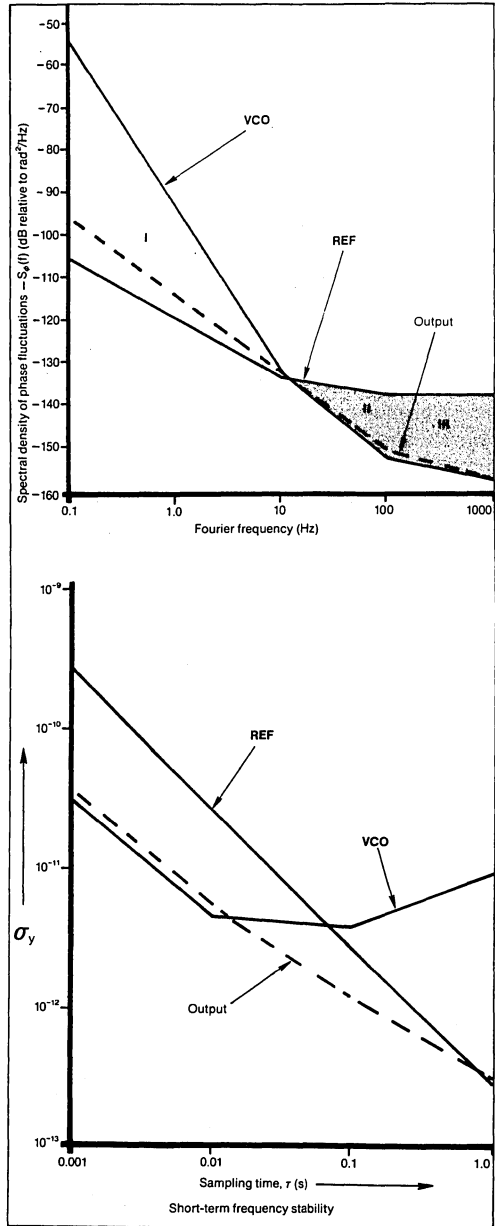 -50
-60
-70
-80
-90
-100
-110
-120
-130
-140
-150
-160
Spectral density of phase fluctuations – Sφ(f) (dB relative to rad²/Hz)
VCO
REF
I
Output
II
III
0.1
1.0
10
100
1000
Fourier frequency (Hz)
10⁻⁹
10⁻¹⁰
10⁻¹¹
10⁻¹²
10⁻¹³
REF
VCO
σy
Output
0.001
0.01
0.1
1.0
Sampling time, τ (s)
Short-term frequency stability